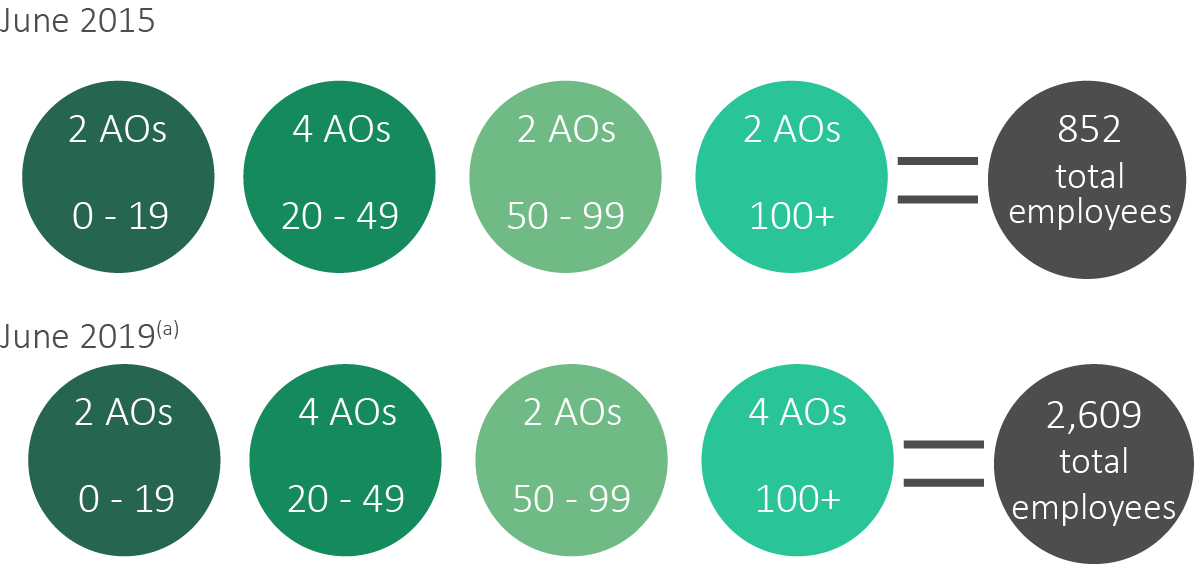 June 2015
2 AOs
0 - 19
4 AOs
20 - 49
2 AOs
50 - 99
2 AOs
100+
852
total
employees
June 2019(a)
2 AOs
0 - 19
4 AOs
20 - 49
2 AOs
50 - 99
4 AOs
100+
2,609
total
employees